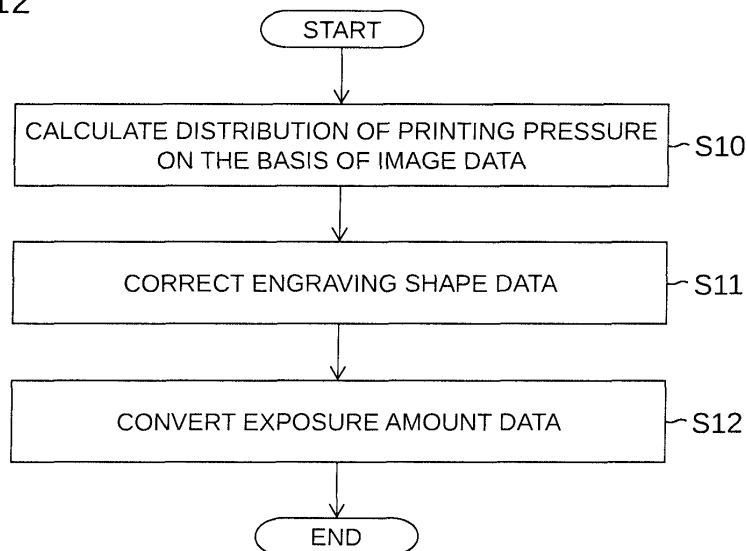 12
START
CALCULATE DISTRIBUTION OF PRINTING PRESSURE
ON THE BASIS OF IMAGE DATA
S10
CORRECT ENGRAVING SHAPE DATA
S11
CONVERT EXPOSURE AMOUNT DATA
S12
END